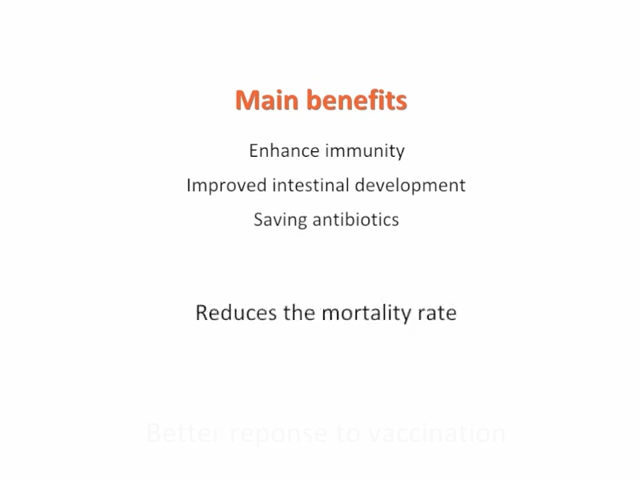 Main benefits
Enhance immunity
Improved intestinal development
Saving antibiotics
Reduces the mortality rate
Better reponse to vaccination